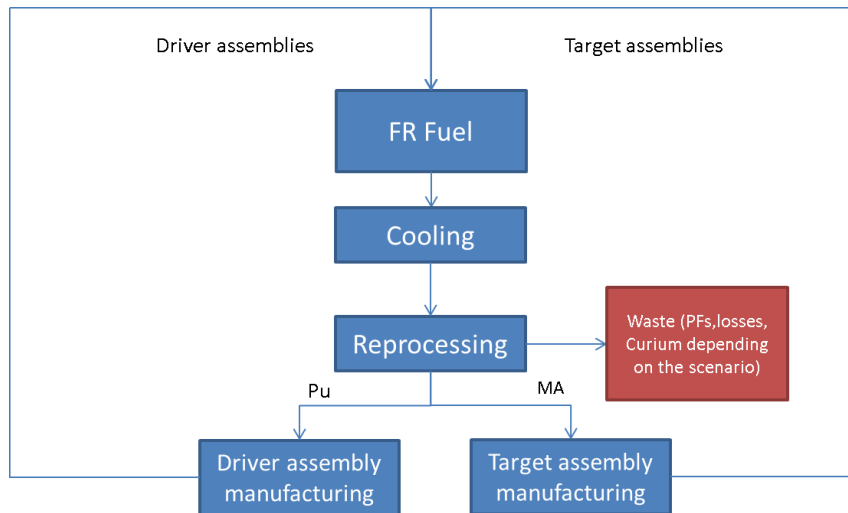 Driver assemblies
Target assemblies
FR Fuel
Cooling
Reprocessing
Waste (PFs,losses,
Curium depending
on the scenario)
Pu
MA
Driver assembly
manufacturing
Target assembly
manufacturing